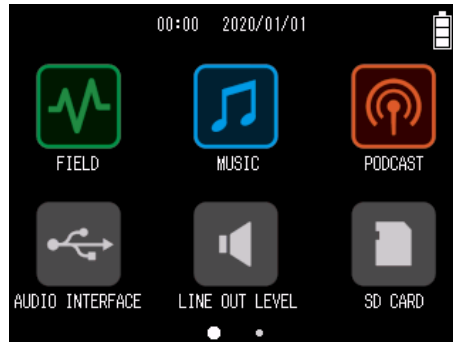 00:00 2020/01/01
FIELD MUSIC PODCAST
AUDIO INTERFACE LINE OUT LEVEL SD CARD